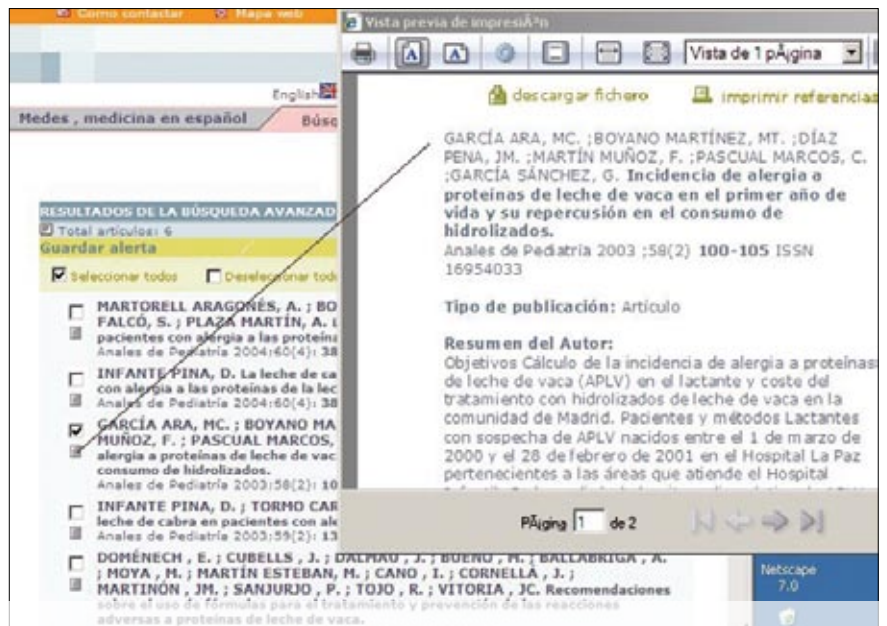 Como contactar
Mapa web
English
Medes , medicina en español
Búsq
RESULTADOS DE LA BÚSQUEDA AVANZAD
Total artículos: 6
Guardar alerta
Seleccionar todos
Deseleccionar tod
MARTORELL ARAGONÉS, A. ; BO
FALCÓ, S. ; PLAZA MARTÍN, A. L
pacientes con alergia a las proteína
Anales de Pediatría 2004;60(4): 38
INFANTE PINA, D. La leche de ca
con alergia a las proteínas de la lec
Anales de Pediatría 2004;60(4): 38
GARCÍA ARA, MC. ; BOYANO MA
MUÑOZ, F. ; PASCUAL MARCOS,
alergia a proteínas de leche de vac
consumo de hidrolizados.
Anales de Pediatría 2003;58(2): 10
INFANTE PINA, D. ; TORMO CAR
leche de cabra en pacientes con ale
Anales de Pediatría 2003;59(2): 13
DOMÉNECH , E. ; CUBELLS , J. ; DALMAU , J. ; BUENO , M. ; BALLABRIGA , A.
; MOYA , M. ; MARTÍN ESTEBAN, M. ; CANO , I. ; CORNELLÀ , J. ;
MARTINÓN , JM. ; SANJURJO , P. ; TOJO , R. ; VITORIA , JC. Recomendaciones
sobre el uso de fórmulas para el tratamiento y prevención de las reacciones
adversas a proteínas de leche de vaca.
Vista previa de impresiÃ³n
Vista de 1 pÃ¡gina
descargar fichero
imprimir referencias
GARCÍA ARA, MC. ;BOYANO MARTÍNEZ, MT. ;DÍAZ
PENA, JM. ;MARTÍN MUÑOZ, F. ;PASCUAL MARCOS, C.
;GARCÍA SÁNCHEZ, G. Incidencia de alergia a
proteínas de leche de vaca en el primer año de
vida y su repercusión en el consumo de
hidrolizados.
Anales de Pediatría 2003 ;58(2) 100-105 ISSN
16954033
Tipo de publicación: Artículo
Resumen del Autor:
Objetivos Cálculo de la incidencia de alergia a proteínas
de leche de vaca (APLV) en el lactante y coste del
tratamiento con hidrolizados de leche de vaca en la
comunidad de Madrid. Pacientes y métodos Lactantes
con sospecha de APLV nacidos entre el 1 de marzo de
2000 y el 28 de febrero de 2001 en el Hospital La Paz
pertenecientes a las áreas que atiende el Hospital
PÃ¡gina 1 de 2
Netscape
7.0